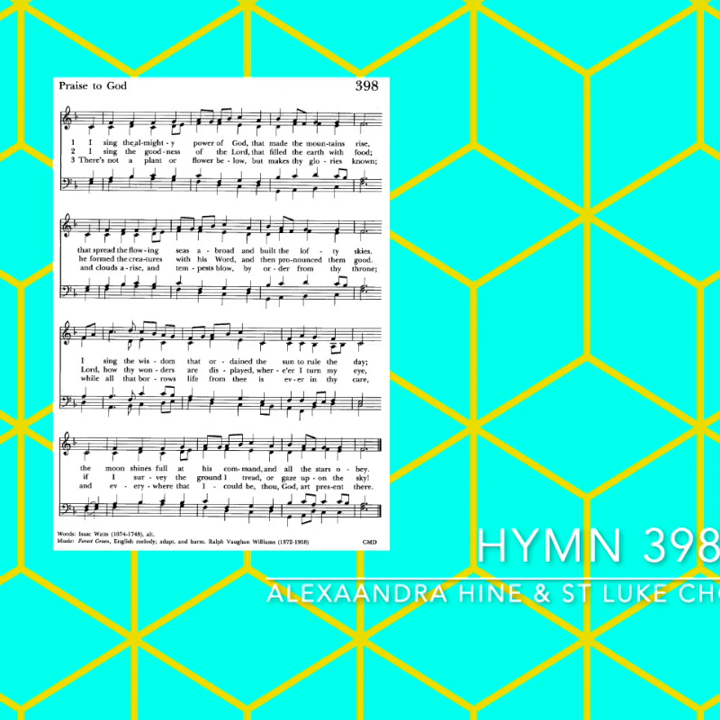 Praise to God 398
1 I sing the al-might-y power of God, that made the moun-tains rise,
2 I sing the good-ness of the Lord, that filled the earth with food;
3 There's not a plant or flower be-low, but makes thy glo-ries known;
that spread the flow-ing seas a-broad and built the lof-ty skies.
he formed the crea-tures with his Word, and then pro-nounced them good.
and clouds a-rise, and tem-pests blow, by or-der from thy throne;
I sing the wis-dom that or-dained the sun to rule the day;
Lord, how thy won-ders are dis-played, wher-e'er I turn my eye,
while all that bor-rows life from thee is ev-er in thy care,
the moon shines full at his com-mand, and all the stars o-bey.
if I sur-vey the ground I tread, or gaze up-on the sky!
and ev-ery-where that I could be, thou, God, art pres-ent there.
Words: Isaac Watts (1674-1748), alt.
Music: Forest Green, English melody; adapt. and harm. Ralph Vaughan Williams (1872-1958) CMD
HYMN 398
ALEXAANDRA HINE & ST LUKE CHO